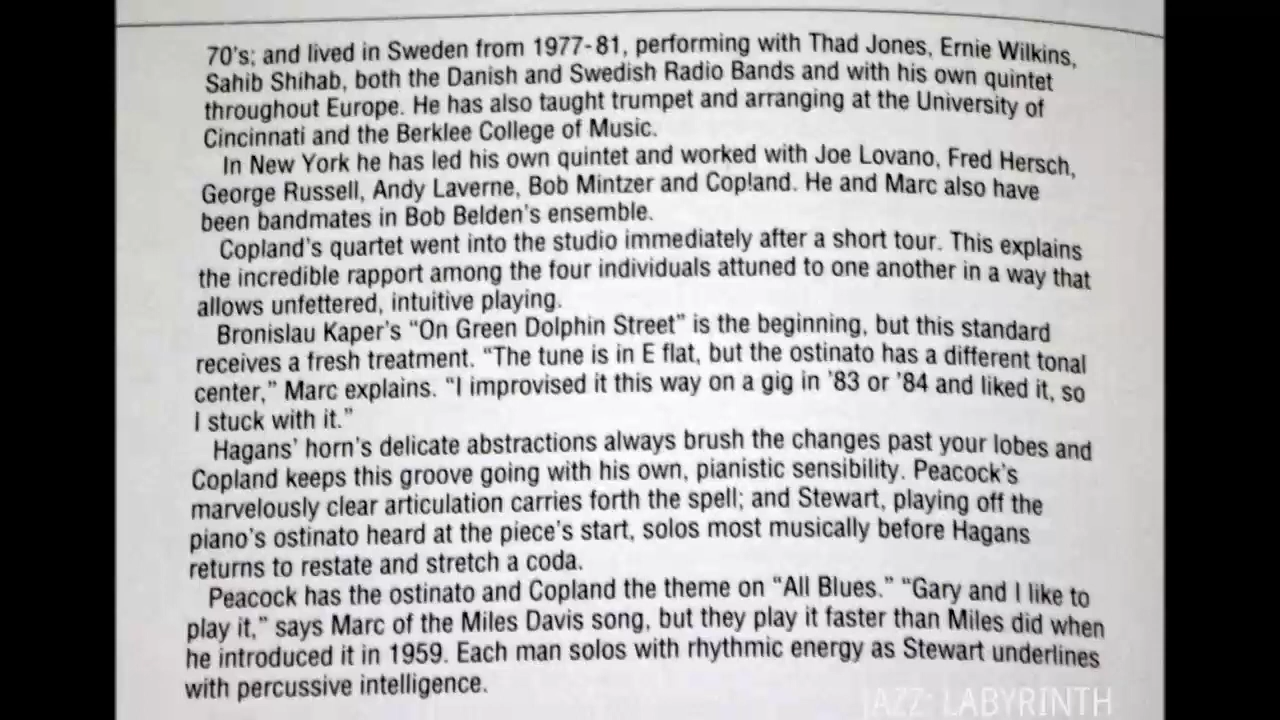 70's; and lived in Sweden from 1977-81, performing with Thad Jones, Ernie Wilkins,
Sahib Shihab, both the Danish and Swedish Radio Bands and with his own quintet
throughout Europe. He has also taught trumpet and arranging at the University of
Cincinnati and the Berklee College of Music.
In New York he has led his own quintet and worked with Joe Lovano, Fred Hersch,
George Russell, Andy Laverne, Bob Mintzer and Copland. He and Marc also have
been bandmates in Bob Belden's ensemble.
Copland's quartet went into the studio immediately after a short tour. This explains
the incredible rapport among the four individuals attuned to one another in a way that
allows unfettered, intuitive playing.
Bronislau Kaper's “On Green Dolphin Street” is the beginning, but this standard
receives a fresh treatment. “The tune is in E flat, but the ostinato has a different tonal
center,” Marc explains. “I improvised it this way on a gig in '83 or '84 and liked it, so
I stuck with it.”
Hagans' horn's delicate abstractions always brush the changes past your lobes and
Copland keeps this groove going with his own, pianistic sensibility. Peacock's
marvelously clear articulation carries forth the spell; and Stewart, playing off the
piano's ostinato heard at the piece's start, solos most musically before Hagans
returns to restate and stretch a coda.
Peacock has the ostinato and Copland the theme on “All Blues.” “Gary and I like to
play it,” says Marc of the Miles Davis song, but they play it faster than Miles did when
he introduced it in 1959. Each man solos with rhythmic energy as Stewart underlines
with percussive intelligence.
JAZZ: LABYRINTH